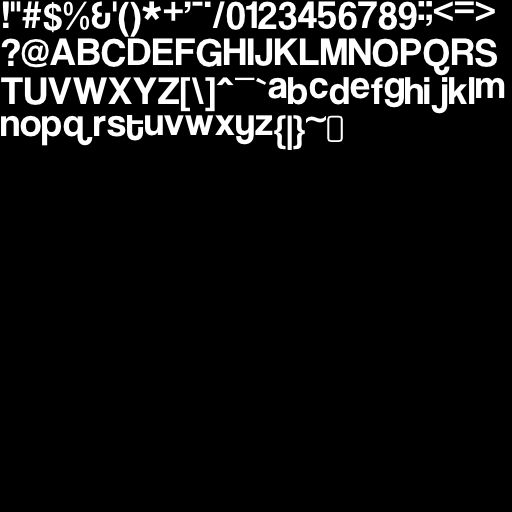 !"#$%&'()*+,-./0123456789:;<=>
?@ABCDEFGHIJKLMNOPQRS
TUVWXYZ[\]^_`abcdefghijklm
nopqrstuvwxyz{|}~▯